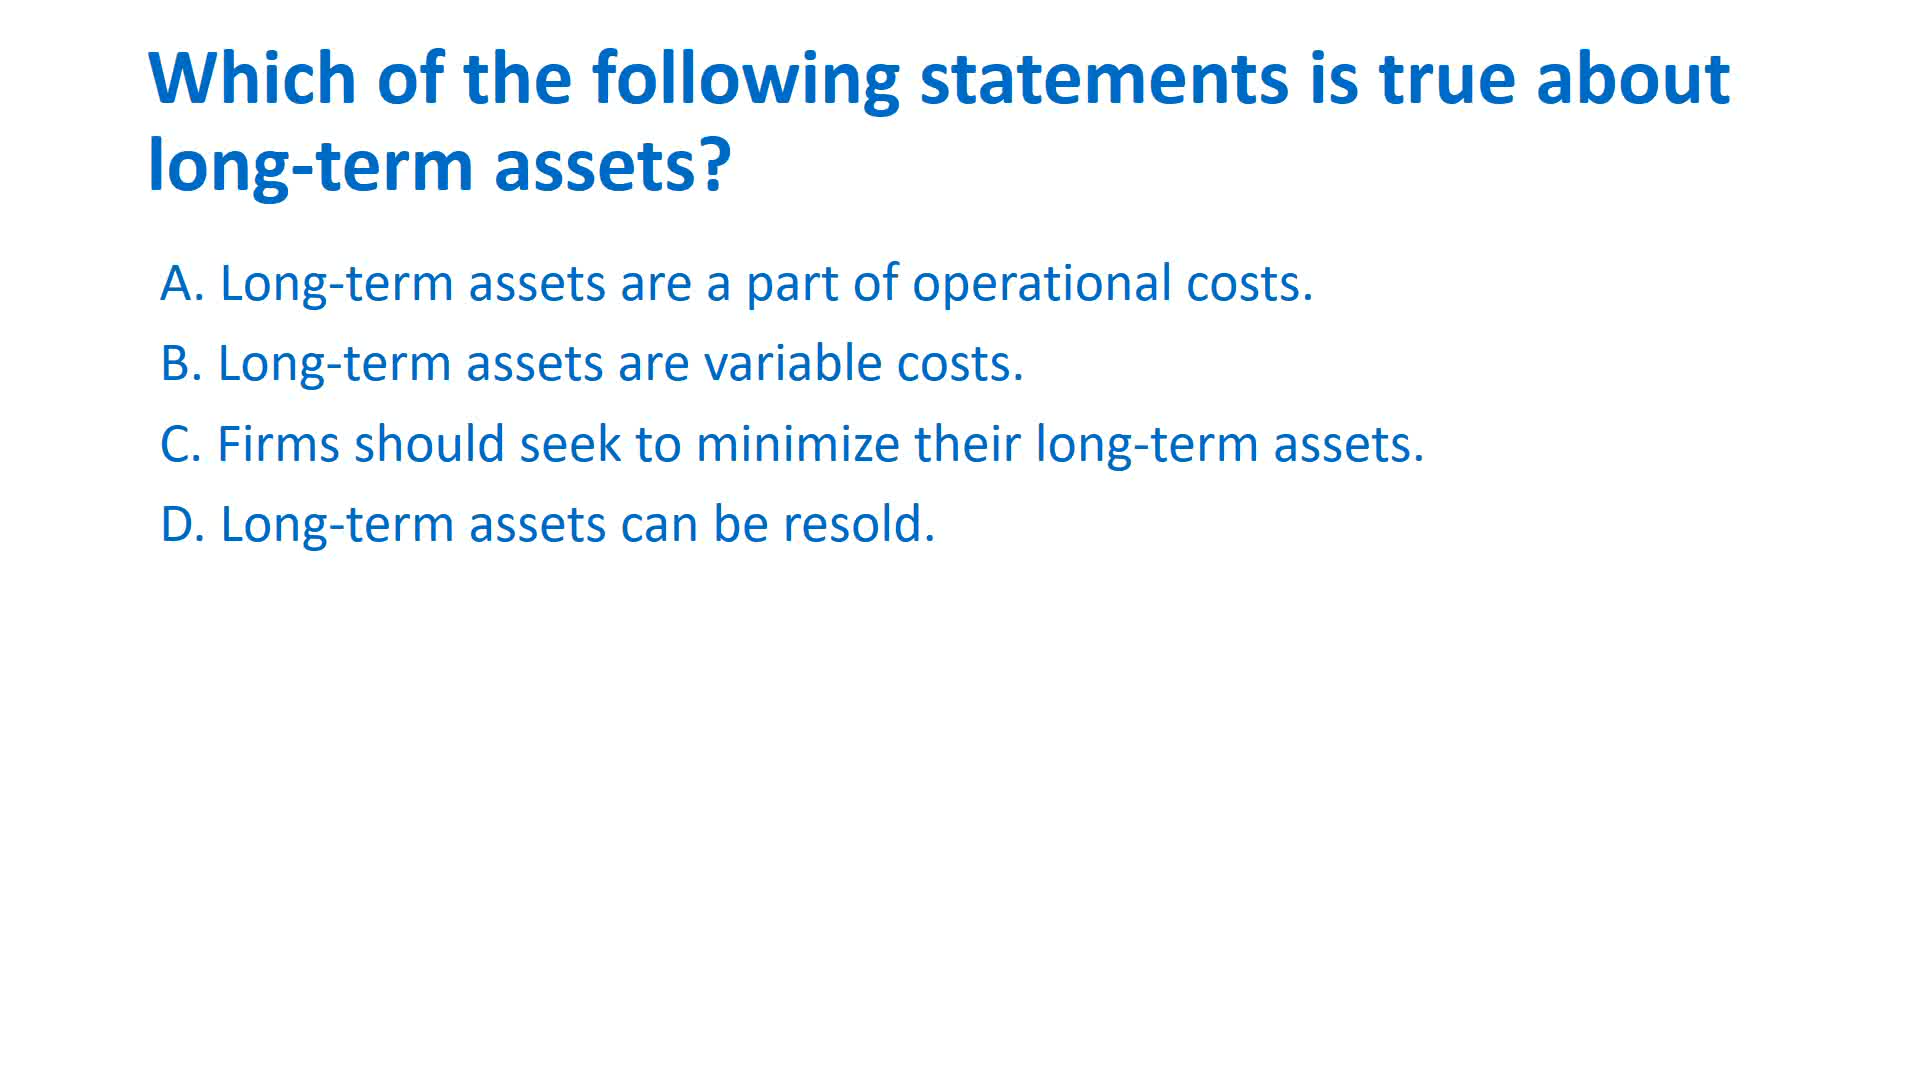 Which of the following statements is true about
long-term assets?
A. Long-term assets are a part of operational costs.
B. Long-term assets are variable costs.
C. Firms should seek to minimize their long-term assets.
D. Long-term assets can be resold.